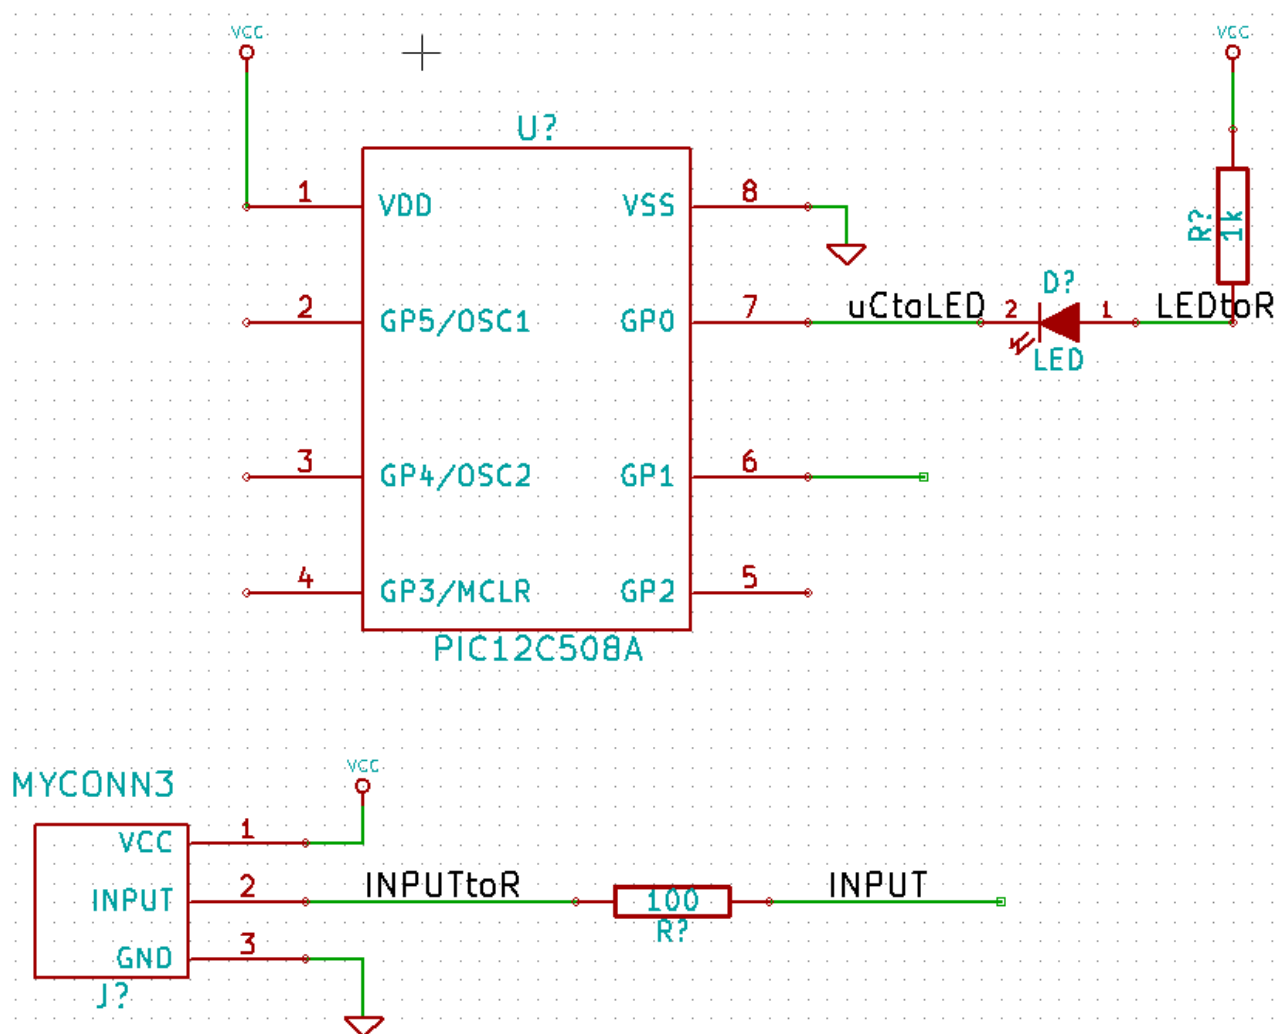 VCC
VCC
U?
1 VDD VSS 8
R? 1k
2 GP5/OSC1 GP0 7
uCtoLED 2 D? 1 LEDtoR
LED
3 GP4/OSC2 GP1 6
4 GP3/MCLR GP2 5
PIC12C508A
MYCONN3
VCC
VCC 1
INPUT 2 INPUTtoR 100 INPUT
R?
GND 3
J?